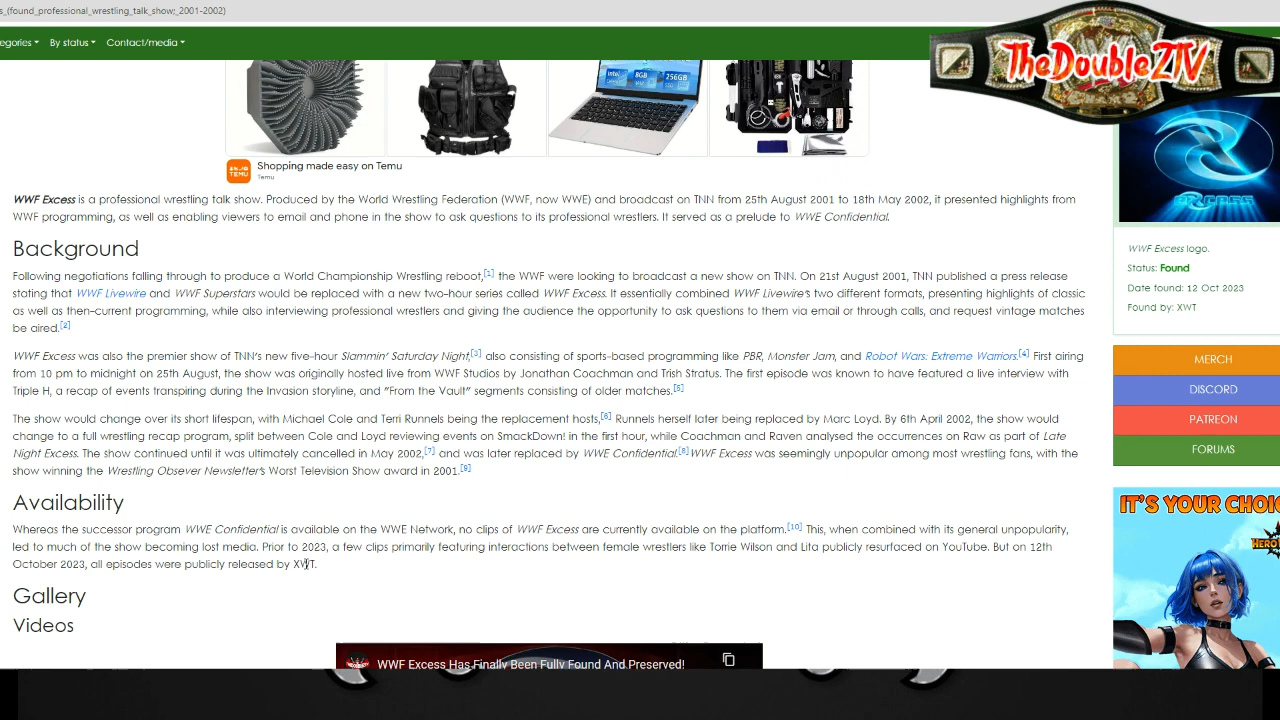 s_(found_professional_wrestling_talk_show;_2001-2002)
egories By status Contact/media
TheDoubleZTV
intel 8GB 256GB
Shopping made easy on Temu
Temu
WWF Excess is a professional wrestling talk show. Produced by the World Wrestling Federation (WWF, now WWE) and broadcast on TNN from 25th August 2001 to 18th May 2002, it presented highlights from
WWF programming, as well as enabling viewers to email and phone in the show to ask questions to its professional wrestlers. It served as a prelude to WWE Confidential.
Background
Following negotiations falling through to produce a World Championship Wrestling reboot,[1] the WWF were looking to broadcast a new show on TNN. On 21st August 2001, TNN published a press release
stating that WWF Livewire and WWF Superstars would be replaced with a new two-hour series called WWF Excess. It essentially combined WWF Livewire's two different formats, presenting highlights of classic
as well as then-current programming, while also interviewing professional wrestlers and giving the audience the opportunity to ask questions to them via email or through calls, and request vintage matches
be aired.[2]
WWF Excess was also the premier show of TNN's new five-hour Slammin' Saturday Night,[3] also consisting of sports-based programming like PBR, Monster Jam, and Robot Wars: Extreme Warriors.[4] First airing
from 10 pm to midnight on 25th August, the show was originally hosted live from WWF Studios by Jonathan Coachman and Trish Stratus. The first episode was known to have featured a live interview with
Triple H, a recap of events transpiring during the Invasion storyline, and "From the Vault" segments consisting of older matches.[5]
The show would change over its short lifespan, with Michael Cole and Terri Runnels being the replacement hosts,[6] Runnels herself later being replaced by Marc Loyd. By 6th April 2002, the show would
change to a full wrestling recap program, split between Cole and Loyd reviewing events on SmackDown! in the first hour, while Coachman and Raven analysed the occurrences on Raw as part of Late
Night Excess. The show continued until it was ultimately cancelled in May 2002,[7] and was later replaced by WWE Confidential.[8] WWF Excess was seemingly unpopular among most wrestling fans, with the
show winning the Wrestling Obsever Newsletter's Worst Television Show award in 2001.[9]
Availability
Whereas the successor program WWE Confidential is available on the WWE Network, no clips of WWF Excess are currently available on the platform.[10] This, when combined with its general unpopularity,
led to much of the show becoming lost media. Prior to 2023, a few clips primarily featuring interactions between female wrestlers like Torrie Wilson and Lita publicly resurfaced on YouTube. But on 12th
October 2023, all episodes were publicly released by XWT.
Gallery
Videos
WWF Excess Has Finally Been Fully Found And Preserved!
EXCESS
WWF Excess logo.
Status: Found
Date found: 12 Oct 2023
Found by: XWT
MERCH
DISCORD
PATREON
FORUMS
IT'S YOUR CHOI
HERO